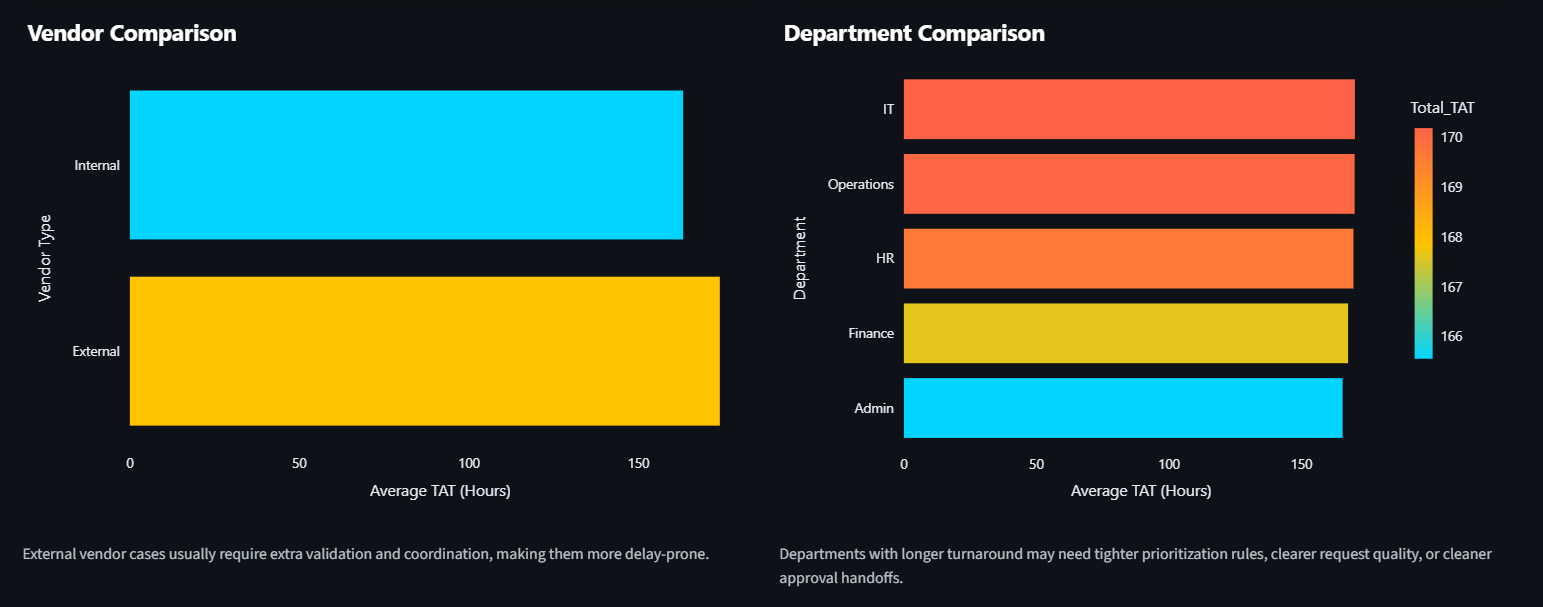 Vendor Comparison
Internal
External
Vendor Type
0 50 100 150
Average TAT (Hours)
External vendor cases usually require extra validation and coordination, making them more delay-prone.
Department Comparison
IT
Operations
HR
Finance
Admin
Department
0 50 100 150
Average TAT (Hours)
Total_TAT
170
169
168
167
166
Departments with longer turnaround may need tighter prioritization rules, clearer request quality, or cleaner
approval handoffs.